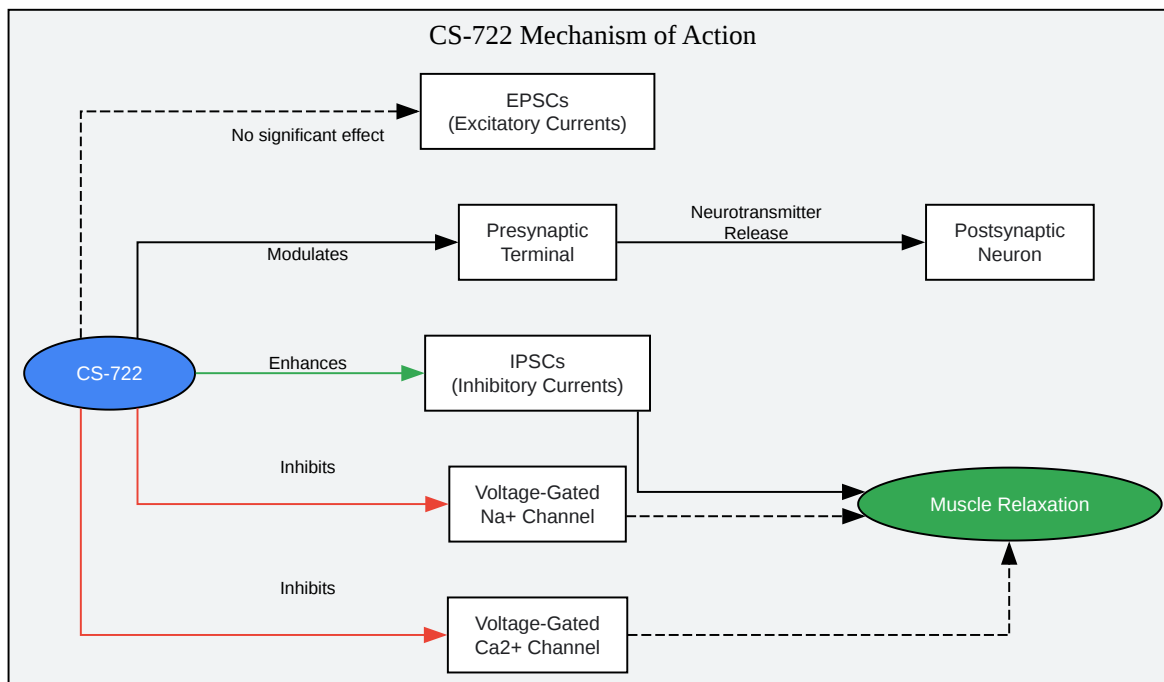 CS-722 Mechanism of Action
EPSCs
(Excitatory Currents)
No significant effect
Presynaptic
Terminal
Modulates
Neurotransmitter
Release
Postsynaptic
Neuron
CS-722
Enhances
IPSCs
(Inhibitory Currents)
Inhibits
Voltage-Gated
Na+ Channel
Muscle Relaxation
Inhibits
Voltage-Gated
Ca2+ Channel